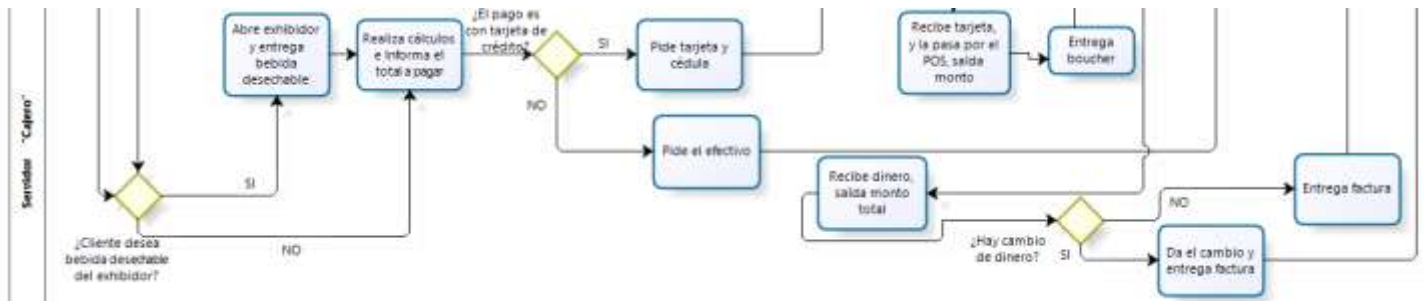 Servidor "Cajero"
¿Cliente desea
bebida desechable
del exhibidor?
SI
NO
Abre exhibidor
y entrega
bebida
desechable
Realiza cálculos
e informa el
total a pagar
¿El pago es
con tarjeta de
crédito?
SI
NO
Pide tarjeta y
cédula
Pide el efectivo
Recibe tarjeta,
y la pasa por el
POS, salda
monto
Entrega
boucher
Recibe dinero,
salda monto
total
¿Hay cambio
de dinero?
NO
SI
Entrega factura
Da el cambio y
entrega factura